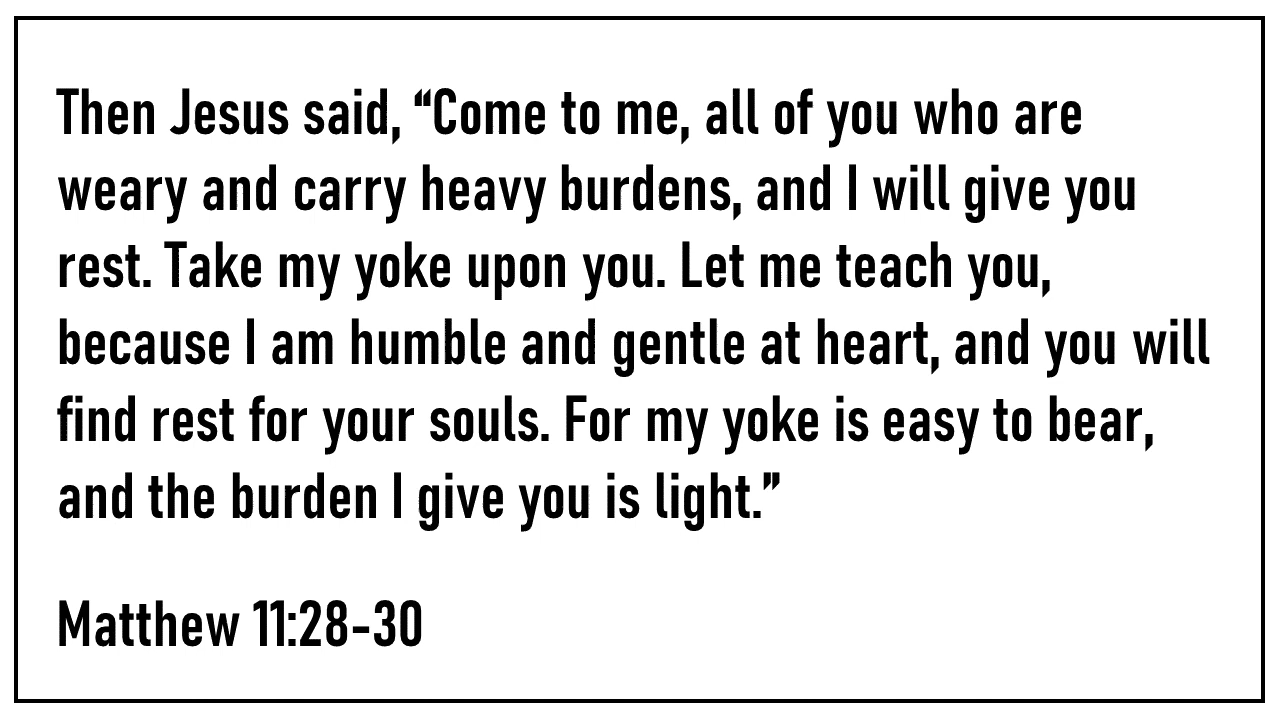 Then Jesus said, “Come to me, all of you who are
weary and carry heavy burdens, and I will give you
rest. Take my yoke upon you. Let me teach you,
because I am humble and gentle at heart, and you will
find rest for your souls. For my yoke is easy to bear,
and the burden I give you is light.”
Matthew 11:28-30